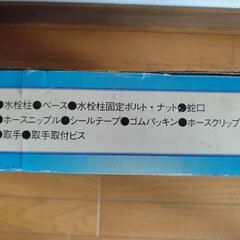 ●水栓柱●ベース●水栓柱固定ボルト・ナット●蛇口
●ホースニップル●シールテープ●ゴムパッキン●ホースクリップ
●取手●取手取付ビス